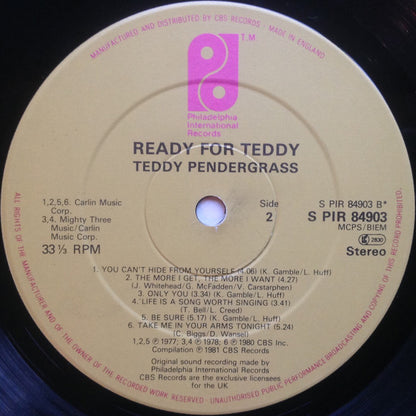 MANUFACTURED AND DISTRIBUTED BY CBS RECORDS • MADE IN ENGLAND
T.M.
Philadelphia
International
Records
READY FOR TEDDY
TEDDY PENDERGRASS
1,2,5,6. Carlin Music
Corp.
3,4. Mighty Three
Music/Carlin
Music Corp.
33⅓ RPM
Side
2
S PIR 84903 B*
S PIR 84903
MCPS/BIEM
2830
Stereo
1. YOU CAN'T HIDE FROM YOURSELF (4.06) (K. Gamble/L. Huff)
2. THE MORE I GET, THE MORE I WANT (4.27)
(J. Whitehead/G. McFadden/V. Carstarphen)
3. ONLY YOU (3.34) (K. Gamble/L. Huff)
4. LIFE IS A SONG WORTH SINGING (3.41)
(T. Bell/L. Creed)
5. BE SURE (5.17) (K. Gamble/L. Huff)
6. TAKE ME IN YOUR ARMS TONIGHT (5.24)
(C. Biggs/D. Wansel)
1,2,5 ℗ 1977; 3,4 ℗ 1978; 6 ℗ 1980 CBS Inc.
Compilation ℗ 1981 CBS Records
Original sound recording made by
Philadelphia International Records
CBS Records are the exclusive licensees
for the UK
ALL RIGHTS OF THE MANUFACTURER AND OF THE OWNER OF THE RECORDED WORK RESERVED • UNAUTHORISED PUBLIC PERFORMANCE BROADCASTING AND COPYING OF THIS RECORD PROHIBITED